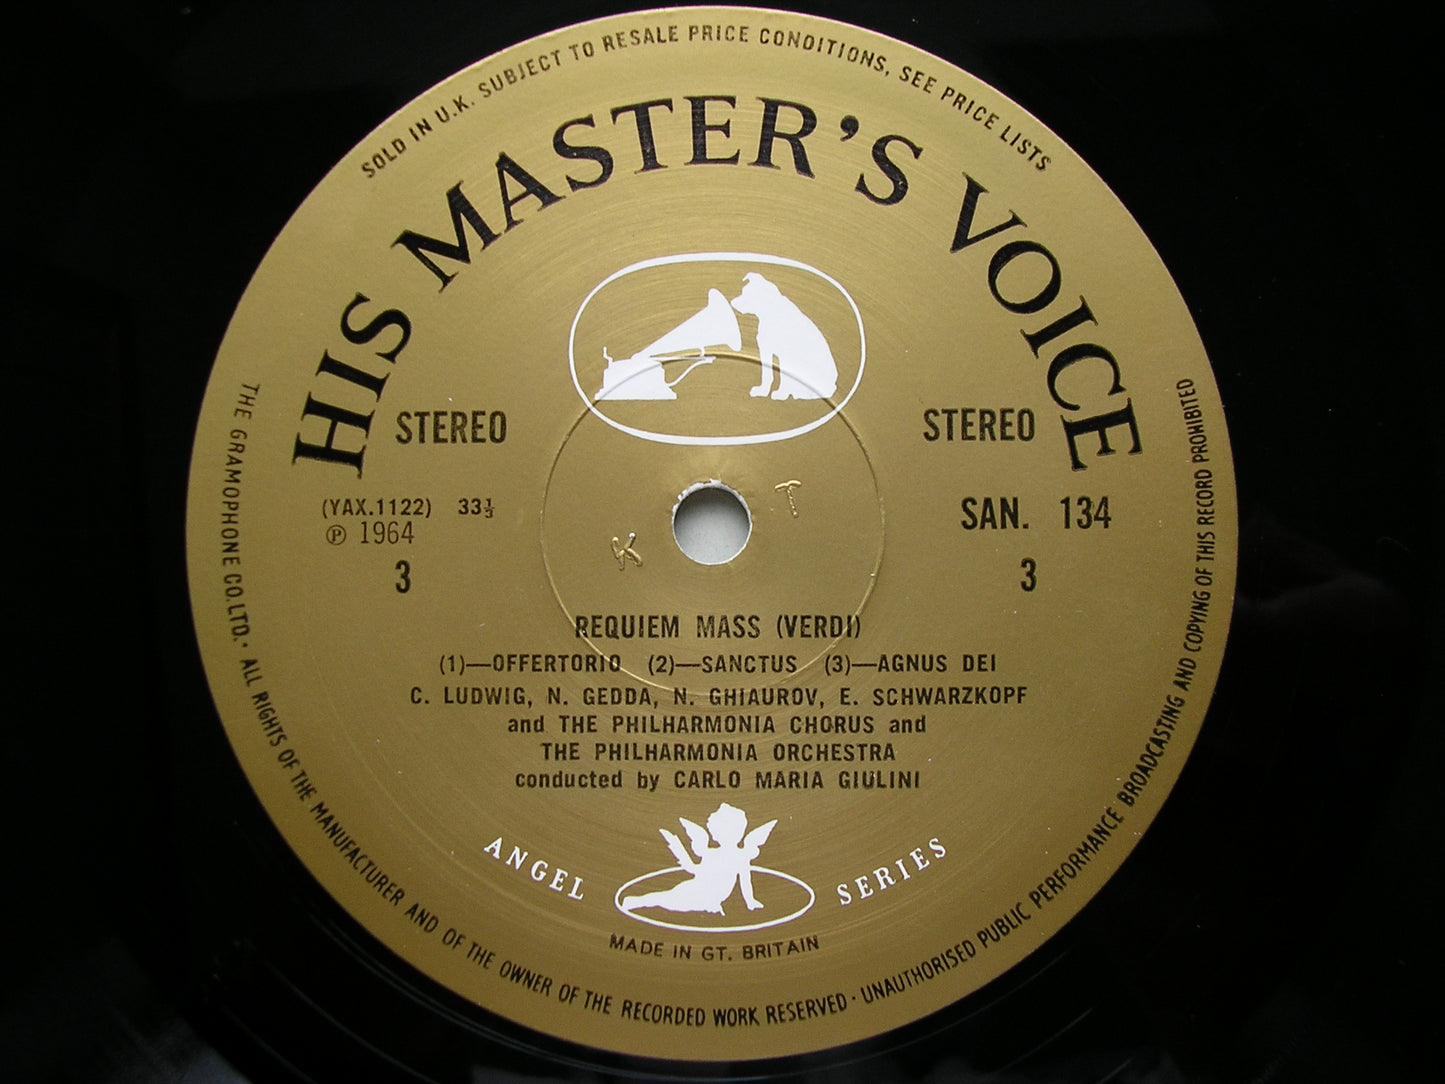 SOLD IN U.K. SUBJECT TO RESALE PRICE CONDITIONS, SEE PRICE LISTS
HIS MASTER'S VOICE
STEREO STEREO
(YAX.1122) 33⅓
℗ 1964
SAN. 134
3 3
K T
REQUIEM MASS (VERDI)
(1)—OFFERTORIO (2)—SANCTUS (3)—AGNUS DEI
C. LUDWIG, N. GEDDA, N. GHIAUROV, E. SCHWARZKOPF
and THE PHILHARMONIA CHORUS and
THE PHILHARMONIA ORCHESTRA
conducted by CARLO MARIA GIULINI
ANGEL SERIES
MADE IN GT. BRITAIN
THE GRAMOPHONE CO. LTD. · ALL RIGHTS OF THE MANUFACTURER AND OF THE OWNER OF THE RECORDED WORK RESERVED · UNAUTHORISED PUBLIC PERFORMANCE BROADCASTING AND COPYING OF THIS RECORD PROHIBITED